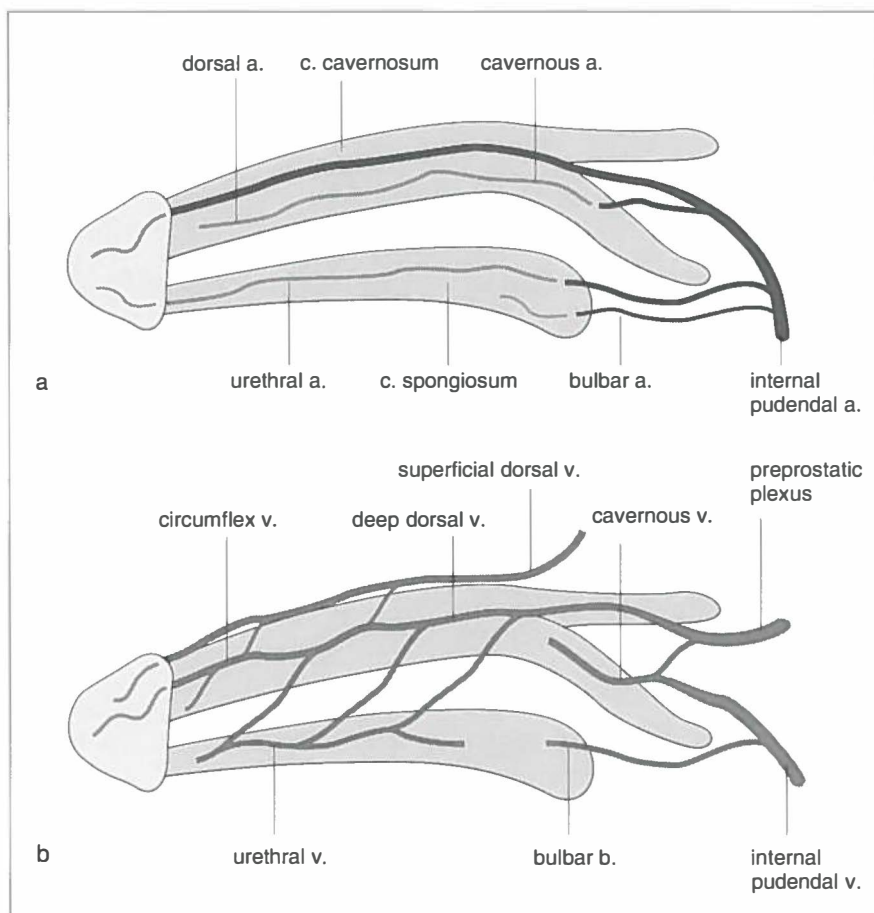 dorsal a. c. cavernosum cavernous a.
urethral a. c. spongiosum bulbar a. internal
pudendal a.
a
superficial dorsal v. preprostatic
plexus
circumflex v. deep dorsal v. cavernous v.
urethral v. bulbar b. internal
pudendal v.
b